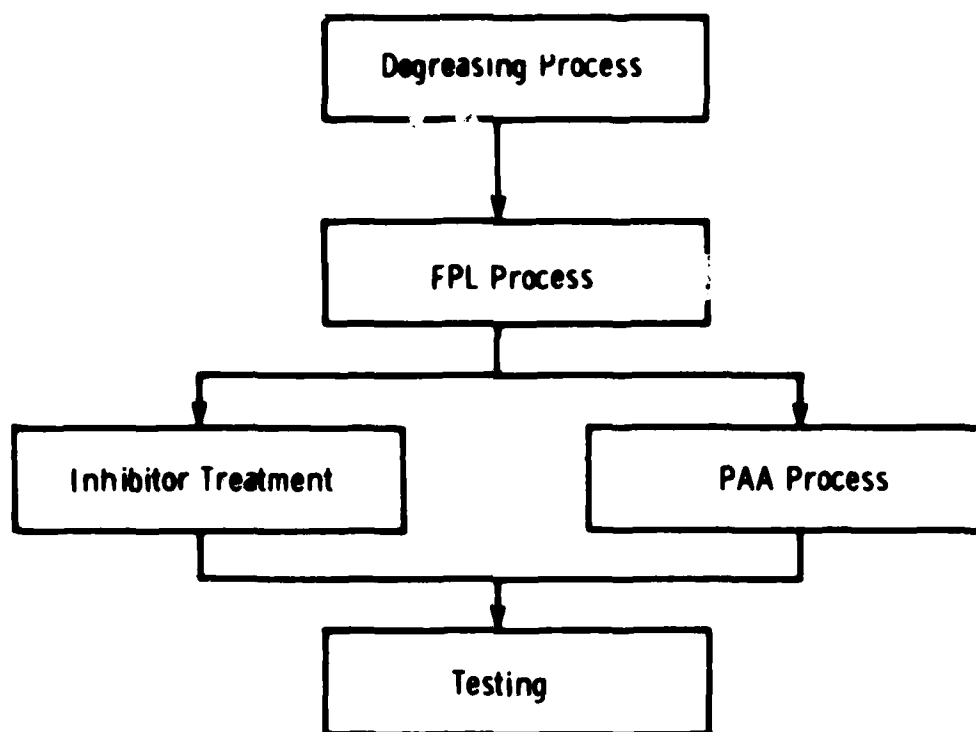 Degreasing Process
FPL Process
Inhibitor Treatment
PAA Process
Testing